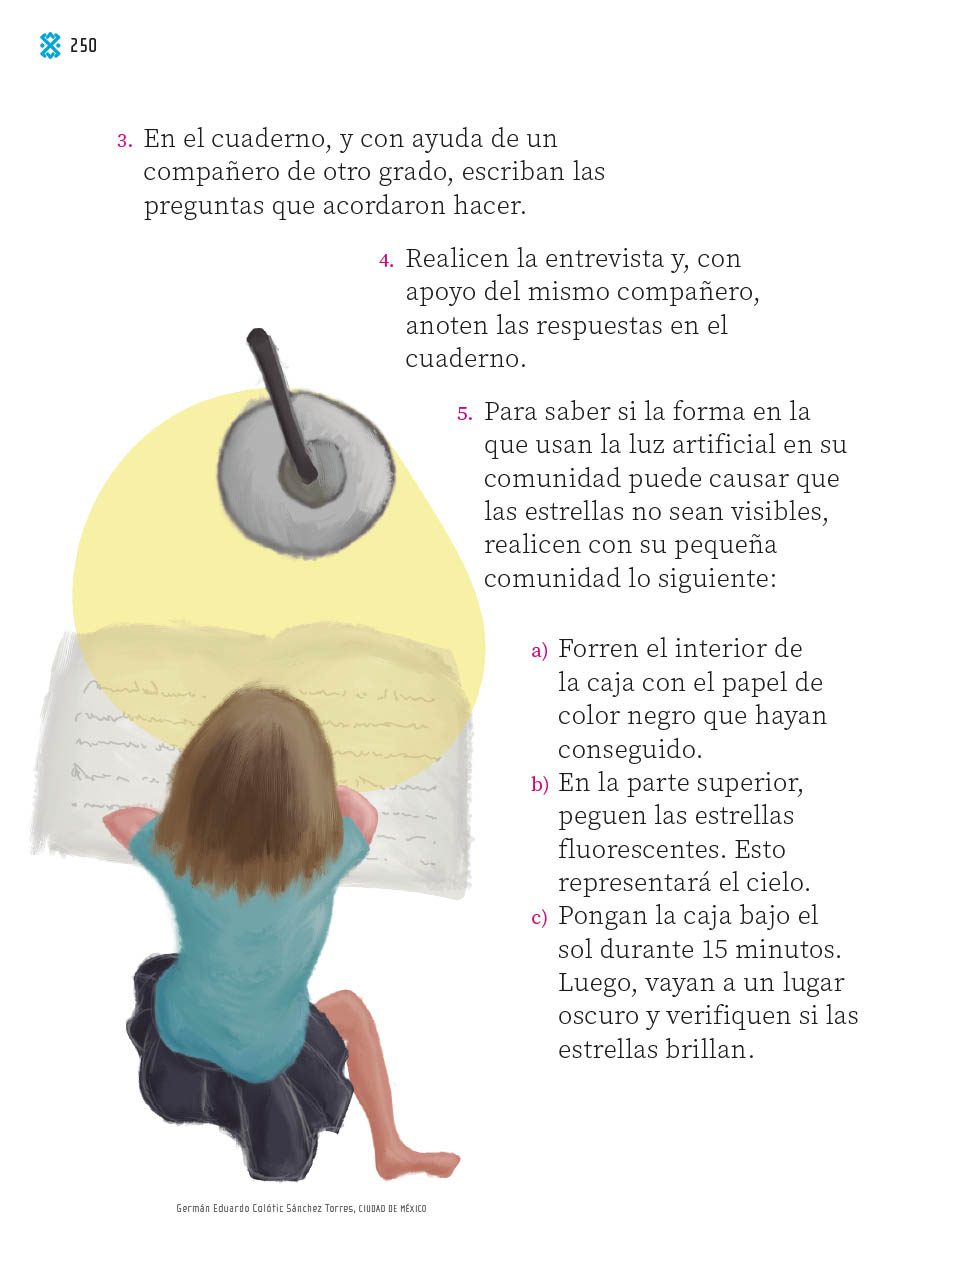 250
3. En el cuaderno, y con ayuda de un
compañero de otro grado, escriban las
preguntas que acordaron hacer.
4. Realicen la entrevista y, con
apoyo del mismo compañero,
anoten las respuestas en el
cuaderno.
5. Para saber si la forma en la
que usan la luz artificial en su
comunidad puede causar que
las estrellas no sean visibles,
realicen con su pequeña
comunidad lo siguiente:
a) Forren el interior de
la caja con el papel de
color negro que hayan
conseguido.
b) En la parte superior,
peguen las estrellas
fluorescentes. Esto
representará el cielo.
c) Pongan la caja bajo el
sol durante 15 minutos.
Luego, vayan a un lugar
oscuro y verifiquen si las
estrellas brillan.
Germán Eduardo Colótic Sánchez Torres, CIUDAD DE MÉXICO